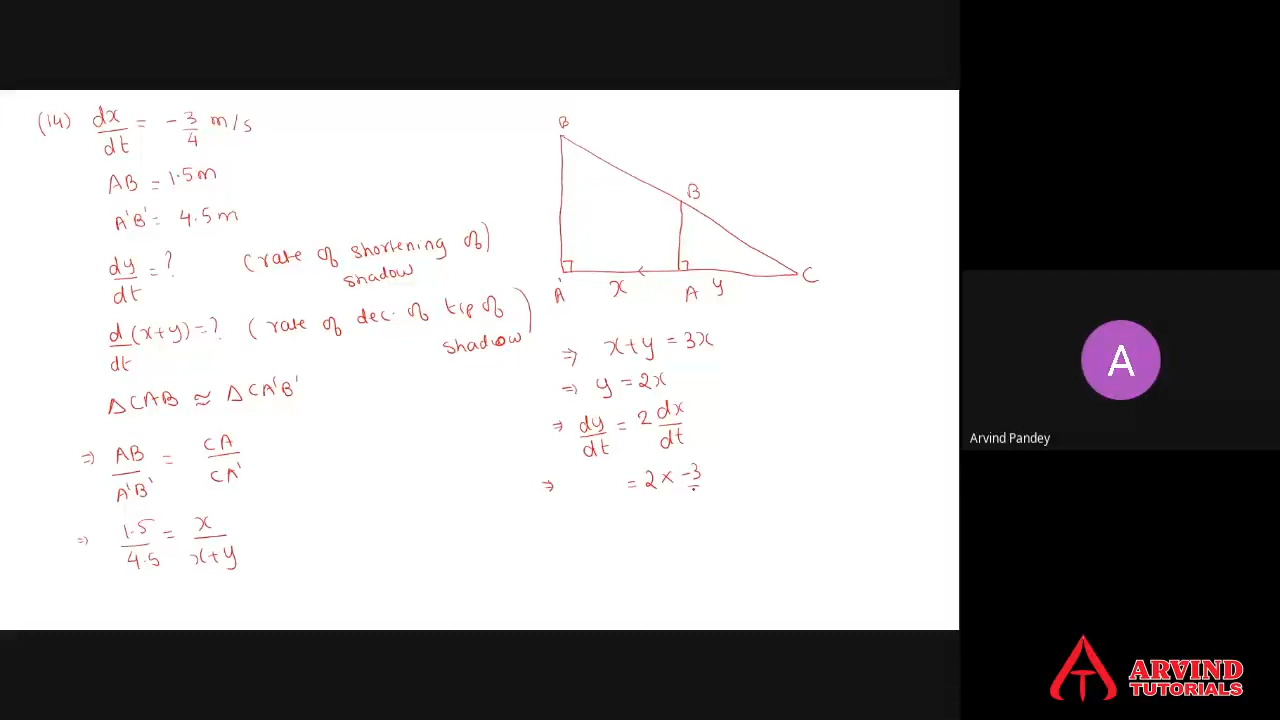 (14) dx/dt = -3/4 m/s
AB = 1.5m
A'B' = 4.5m
dy/dt = ? (rate of shortening of shadow)
d/dt (x+y) = ? (rate of dec. of tip of shadow)
ΔCAB ≈ ΔCA'B'
⇒ AB/A'B' = CA/CA'
⇒ 1.5/4.5 = x/x+y
B
B
A'
x
A
y
C
⇒ x+y = 3x
⇒ y = 2x
⇒ dy/dt = 2 dx/dt
⇒ = 2 × -3
A
Arvind Pandey
ARVIND
TUTORIALS